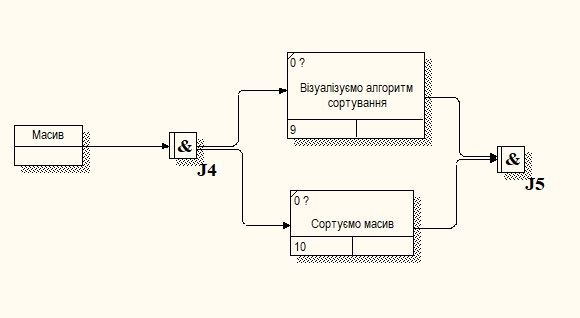 0 ?
Візуалізуємо алгоритм
сортування
9
Масив
&
J4
&
J5
0 ?
Сортуємо масив
10